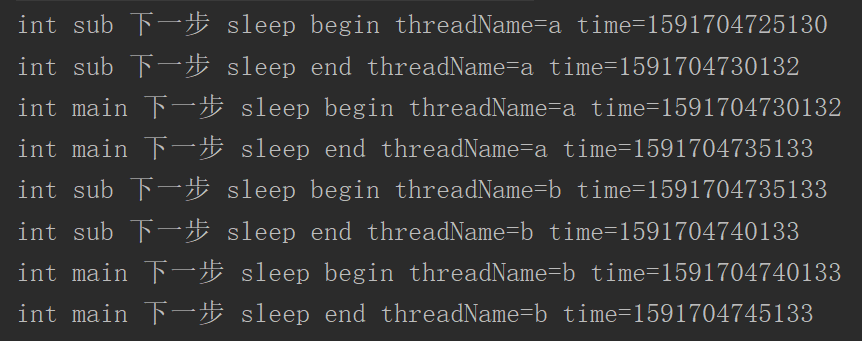 int sub 下一步 sleep begin threadName=a time=1591704725130
int sub 下一步 sleep end threadName=a time=1591704730132
int main 下一步 sleep begin threadName=a time=1591704730132
int main 下一步 sleep end threadName=a time=1591704735133
int sub 下一步 sleep begin threadName=b time=1591704735133
int sub 下一步 sleep end threadName=b time=1591704740133
int main 下一步 sleep begin threadName=b time=1591704740133
int main 下一步 sleep end threadName=b time=1591704745133